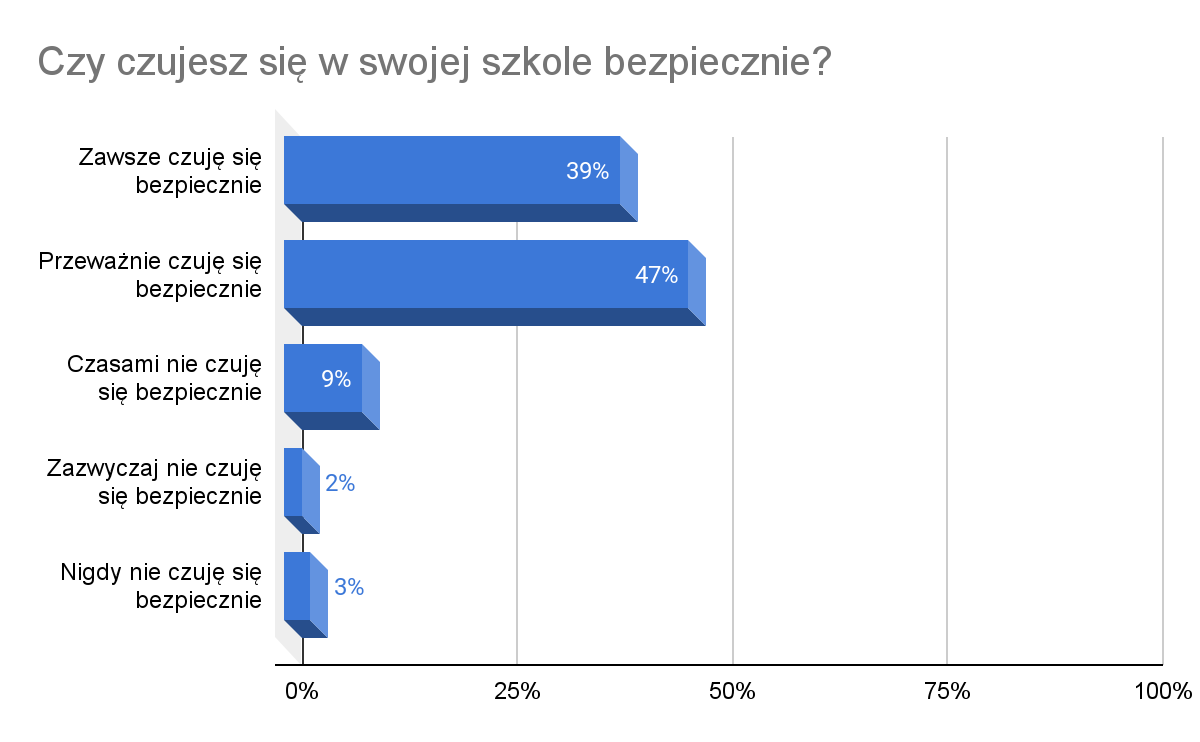 Czy czujesz się w swojej szkole bezpiecznie?
Zawsze czuję się
bezpiecznie
39%
Przeważnie czuję się
bezpiecznie
47%
Czasami nie czuję
się bezpiecznie
9%
Zazwyczaj nie czuję
się bezpiecznie
2%
Nigdy nie czuję się
bezpiecznie
3%
0% 25% 50% 75% 100%